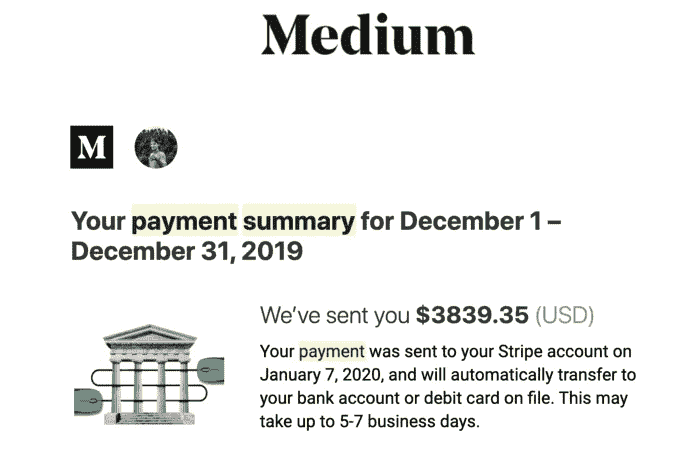 Medium
M
Your payment summary for December 1 –
December 31, 2019
We've sent you $3839.35 (USD)
Your payment was sent to your Stripe account on
January 7, 2020, and will automatically transfer to
your bank account or debit card on file. This may
take up to 5-7 business days.